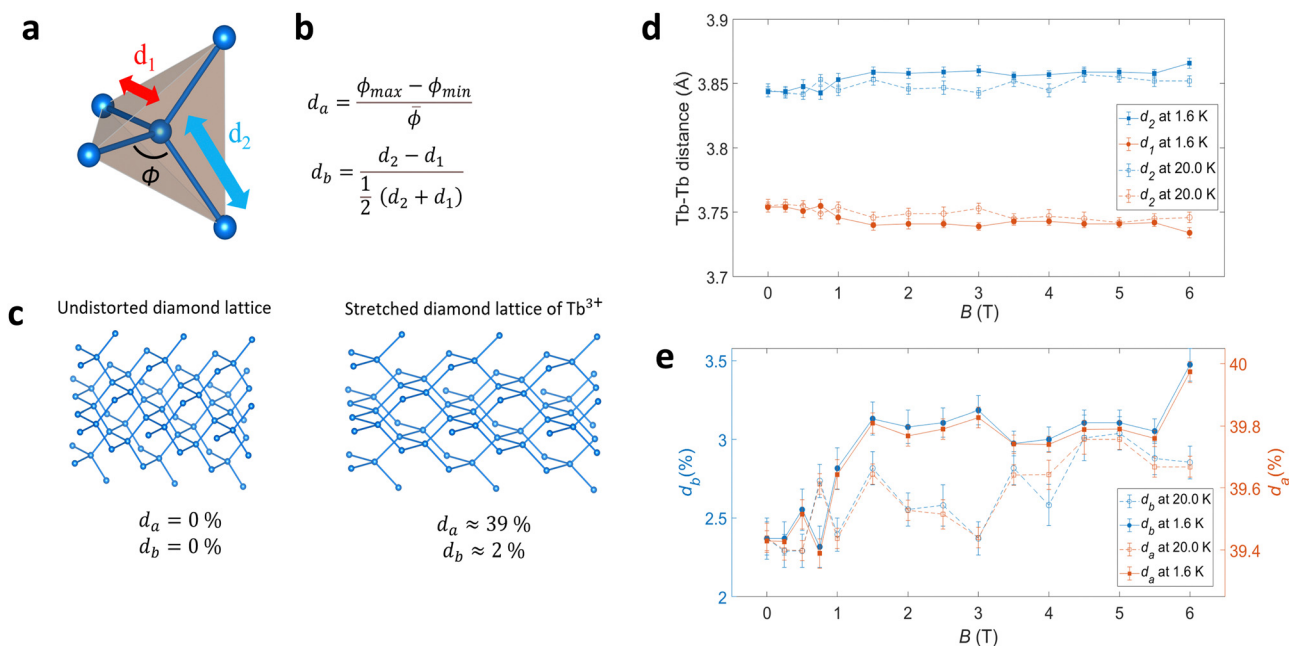 a
d₁
d₂
ϕ
b
d_a = (ϕ_max − ϕ_min) / ϕ̄
d_b = (d₂ − d₁) / (½ (d₂ + d₁))
c
Undistorted diamond lattice
d_a = 0 %
d_b = 0 %
Stretched diamond lattice of Tb³⁺
d_a ≈ 39 %
d_b ≈ 2 %
d
Tb-Tb distance (Å)
3.9
3.85
3.8
3.75
3.7
0 1 2 3 4 5 6
B (T)
d₂ at 1.6 K
d₁ at 1.6 K
d₂ at 20.0 K
d₂ at 20.0 K
e
d_b(%)
3.5
3
2.5
2
0 1 2 3 4 5 6
B (T)
d_a(%)
40
39.8
39.6
39.4
d_b at 20.0 K
d_b at 1.6 K
d_a at 20.0 K
d_a at 1.6 K